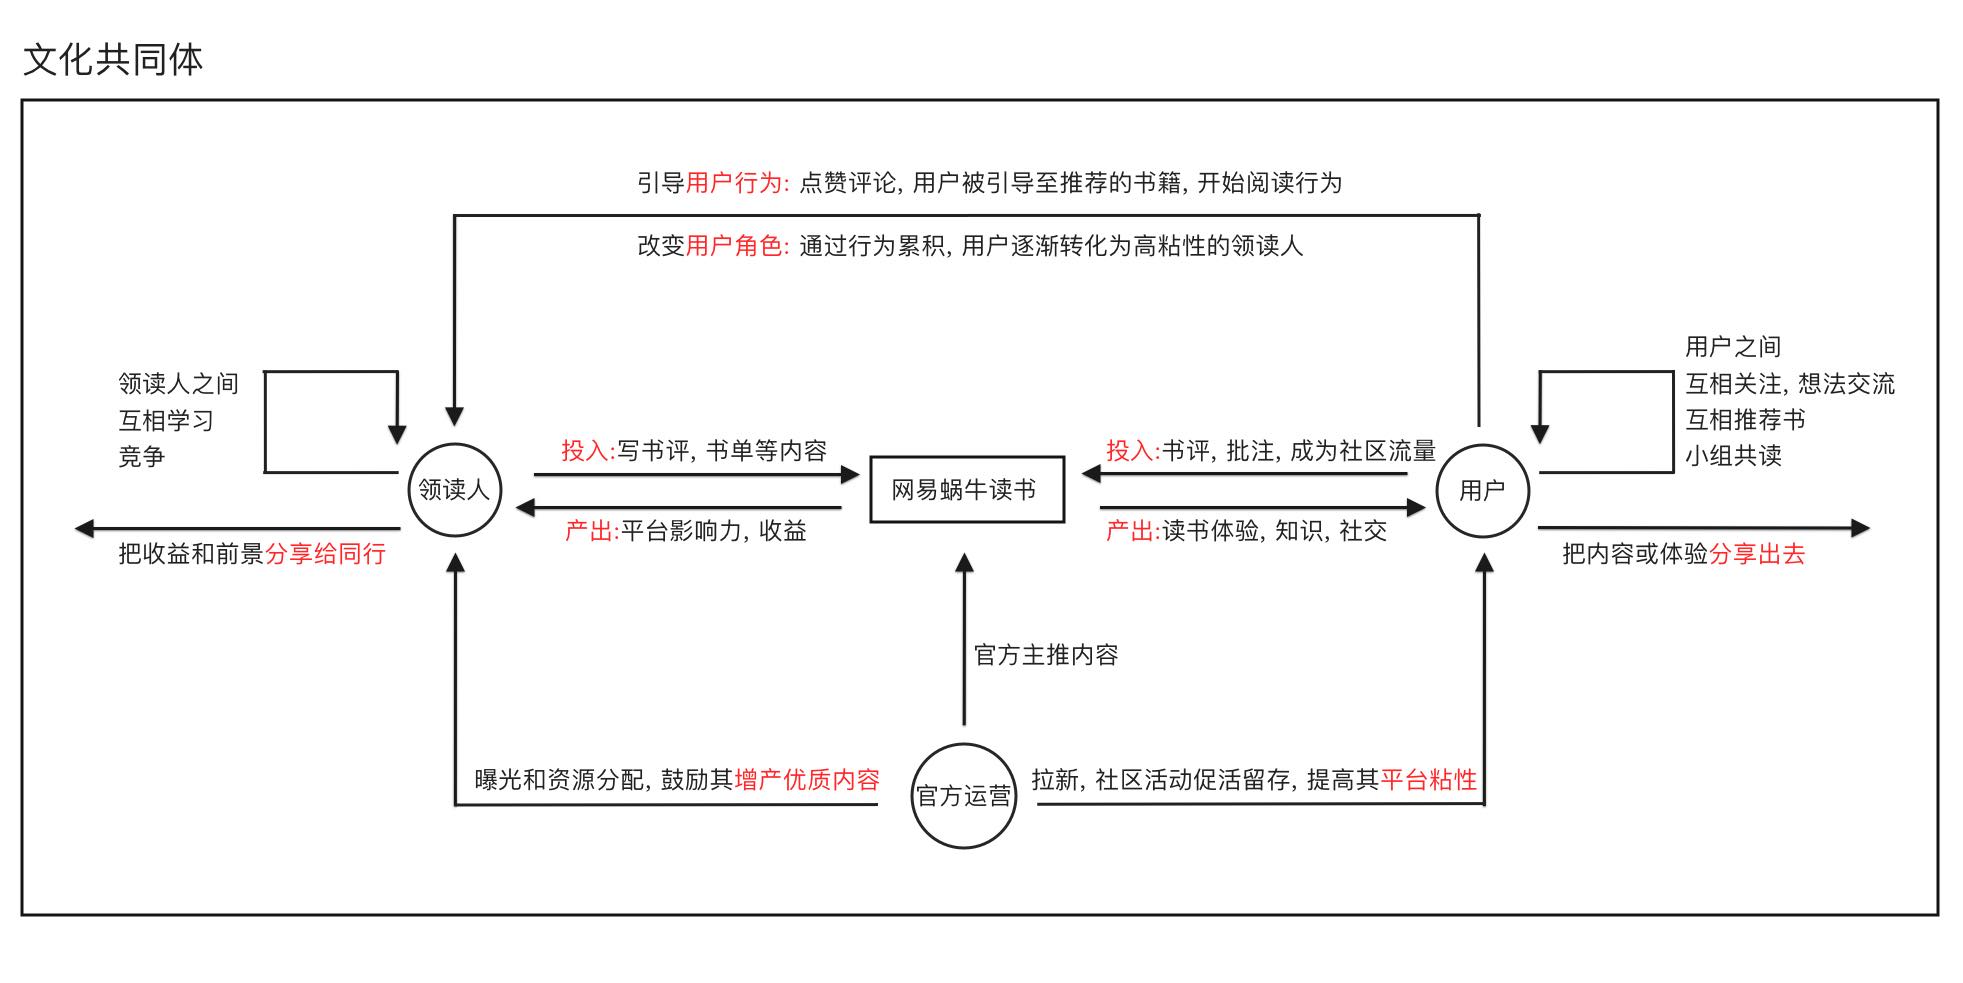 文化共同体
引导用户行为: 点赞评论, 用户被引导至推荐的书籍, 开始阅读行为
改变用户角色: 通过行为累积, 用户逐渐转化为高粘性的领读人
领读人之间
互相学习
竞争
用户之间
互相关注, 想法交流
互相推荐书
小组共读
投入:写书评, 书单等内容
投入:书评, 批注, 成为社区流量
领读人
网易蜗牛读书
用户
产出:平台影响力, 收益
产出:读书体验, 知识, 社交
把收益和前景分享给同行
把内容或体验分享出去
官方主推内容
曝光和资源分配, 鼓励其增产优质内容
官方运营
拉新, 社区活动促活留存, 提高其平台粘性